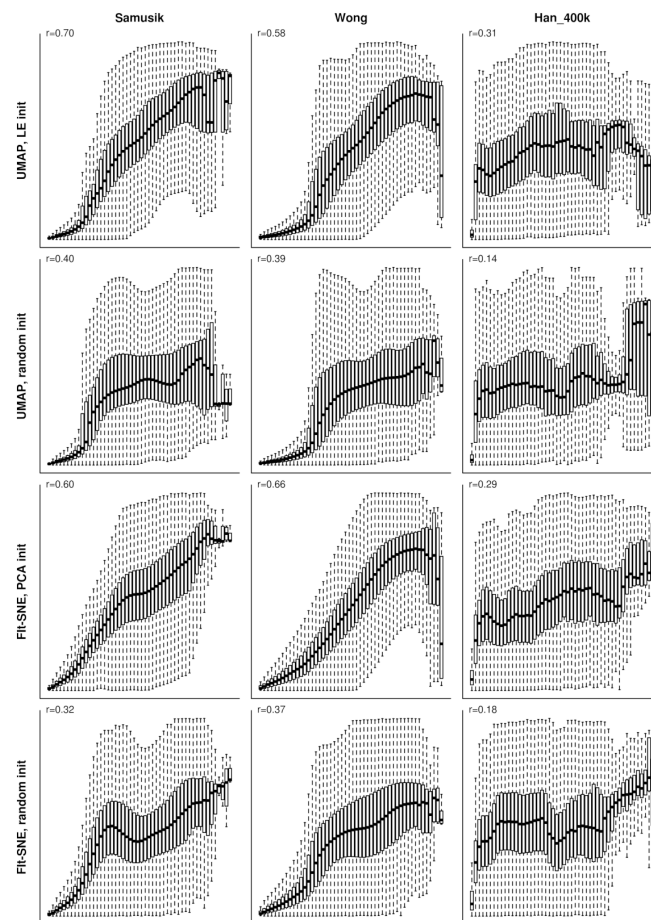 Samusik Wong Han_400k
UMAP, LE init
r=0.70 r=0.58 r=0.31
UMAP, random init
r=0.40 r=0.39 r=0.14
FIt-SNE, PCA init
r=0.60 r=0.66 r=0.29
FIt-SNE, random init
r=0.32 r=0.37 r=0.18